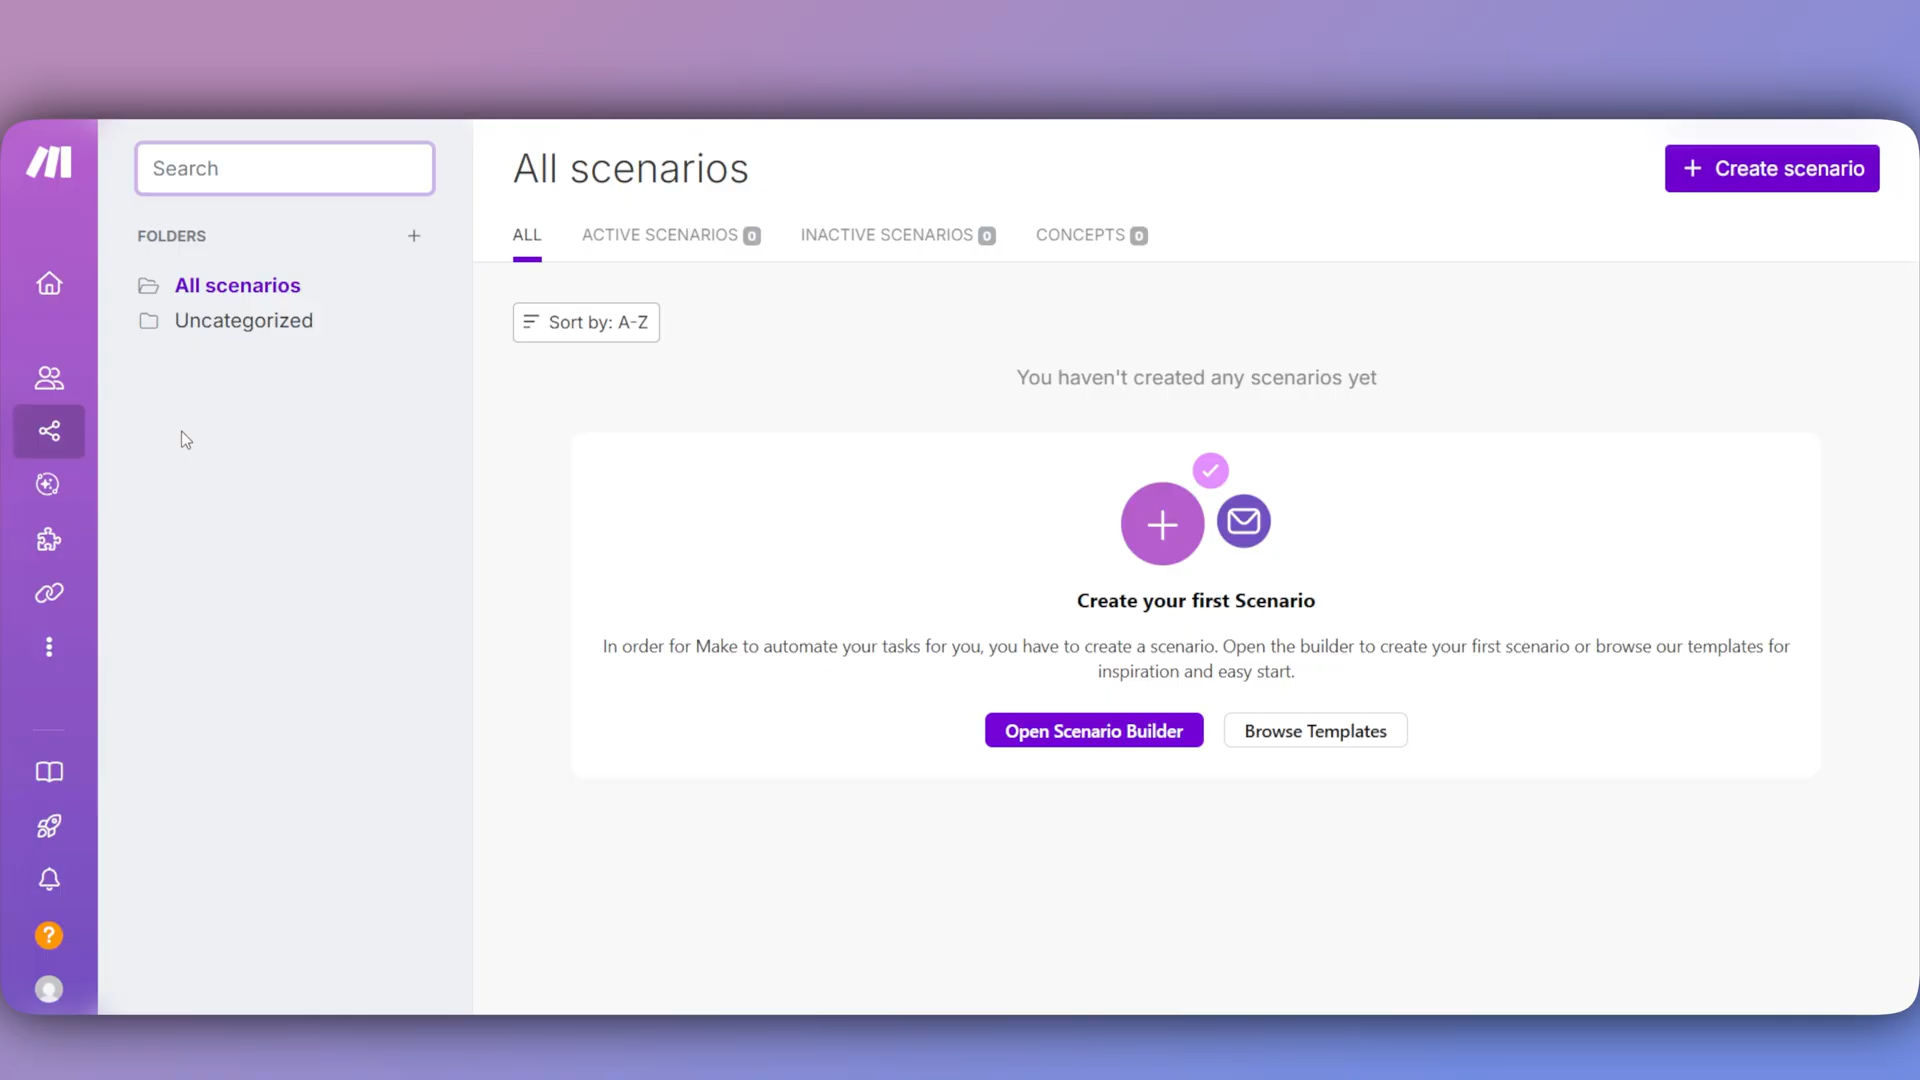 Search
FOLDERS
All scenarios
Uncategorized
All scenarios
+ Create scenario
ALL
ACTIVE SCENARIOS 0
INACTIVE SCENARIOS 0
CONCEPTS 0
Sort by: A-Z
You haven't created any scenarios yet
Create your first Scenario
In order for Make to automate your tasks for you, you have to create a scenario. Open the builder to create your first scenario or browse our templates for
inspiration and easy start.
Open Scenario Builder
Browse Templates
?